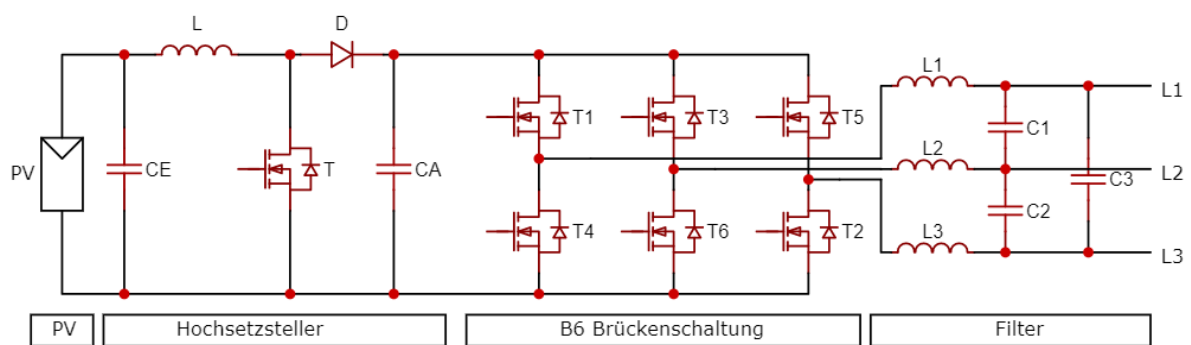 L
D
L1
L1
PV
CE
T
CA
T1
T3
T5
C1
L2
L2
C3
T4
T6
T2
C2
L3
L3
PV
Hochsetzsteller
B6 Brückenschaltung
Filter